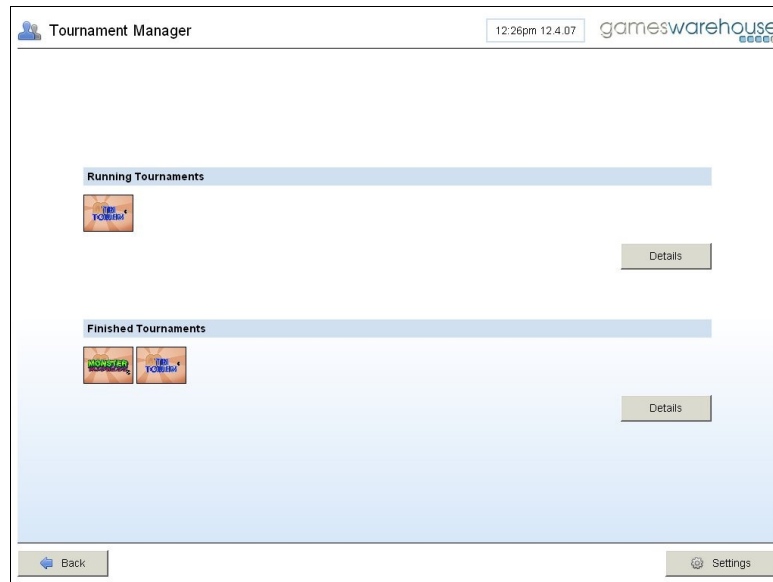 Tournament Manager
12:26pm 12.4.07
gameswarehouse
Running Tournaments
Details
Finished Tournaments
MONSTER
Details
Back
Settings